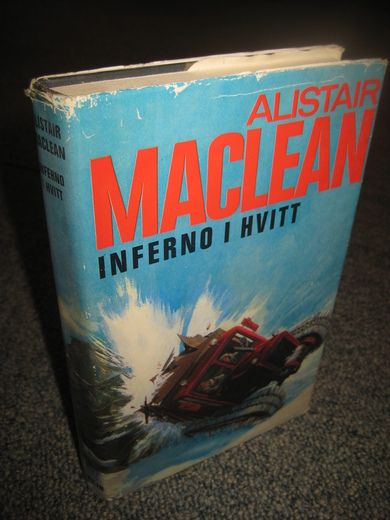 ALISTAIR
MACLEAN
INFERNO I HVITT
ALISTAIR
MACLEAN
INFERNO
I HVITT